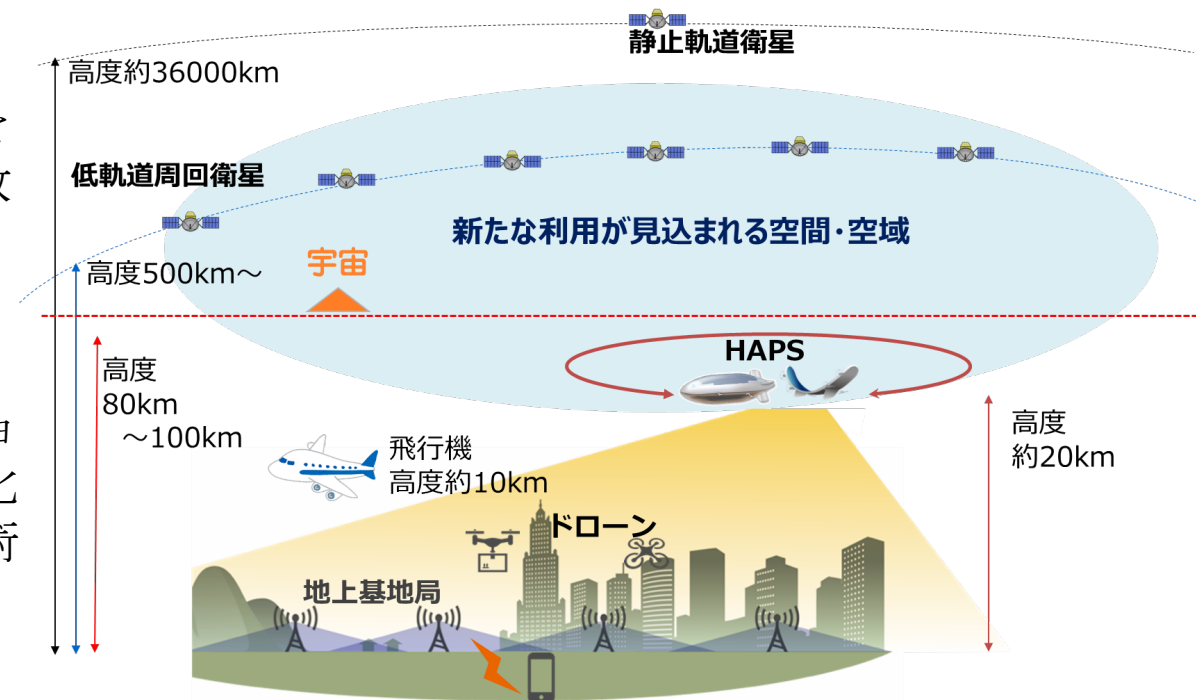 静止軌道衛星
高度約36000km
低軌道周回衛星
新たな利用が見込まれる空間・空域
宇宙
高度500km～
HAPS
高度
80km
～100km
高度
約20km
飛行機
高度約10km
ドローン
地上基地局
術